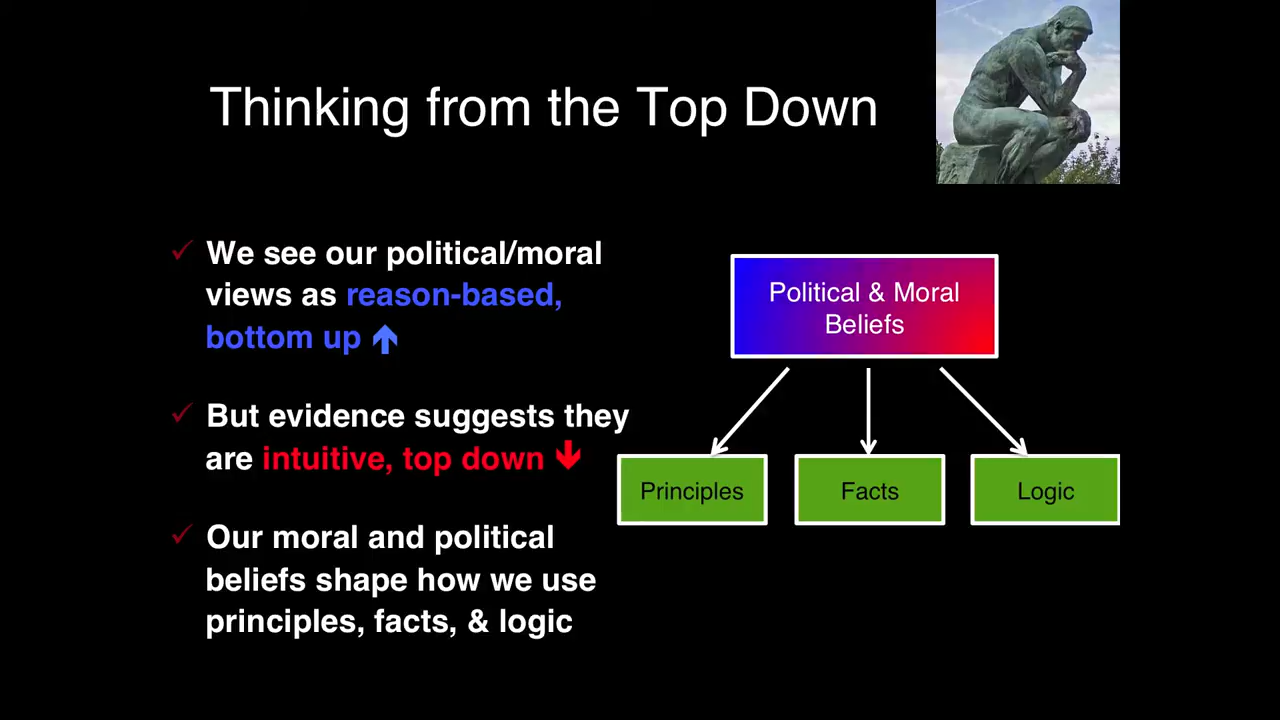 Thinking from the Top Down
✓ We see our political/moral
views as reason-based,
bottom up ↑
✓ But evidence suggests they
are intuitive, top down ↓
✓ Our moral and political
beliefs shape how we use
principles, facts, & logic
Political & Moral
Beliefs
Principles
Facts
Logic